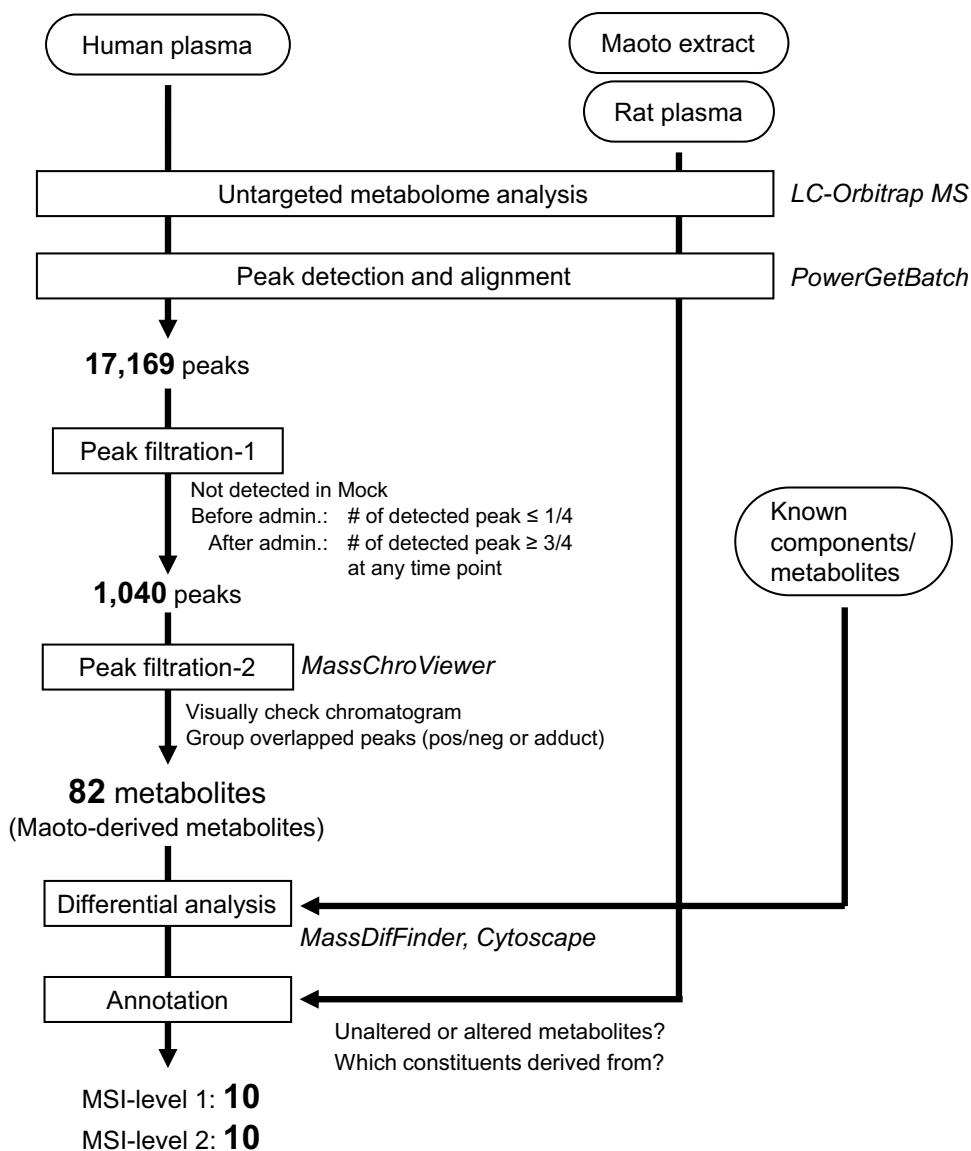 Human plasma
Maoto extract
Rat plasma
Untargeted metabolome analysis
LC-Orbitrap MS
Peak detection and alignment
PowerGetBatch
17,169 peaks
Peak filtration-1
Not detected in Mock
Before admin.: # of detected peak ≤ 1/4
After admin.: # of detected peak ≥ 3/4
at any time point
Known
components/
metabolites
1,040 peaks
Peak filtration-2
MassChroViewer
Visually check chromatogram
Group overlapped peaks (pos/neg or adduct)
82 metabolites
(Maoto-derived metabolites)
Differential analysis
MassDifFinder, Cytoscape
Annotation
Unaltered or altered metabolites?
Which constituents derived from?
MSI-level 1: 10
MSI-level 2: 10